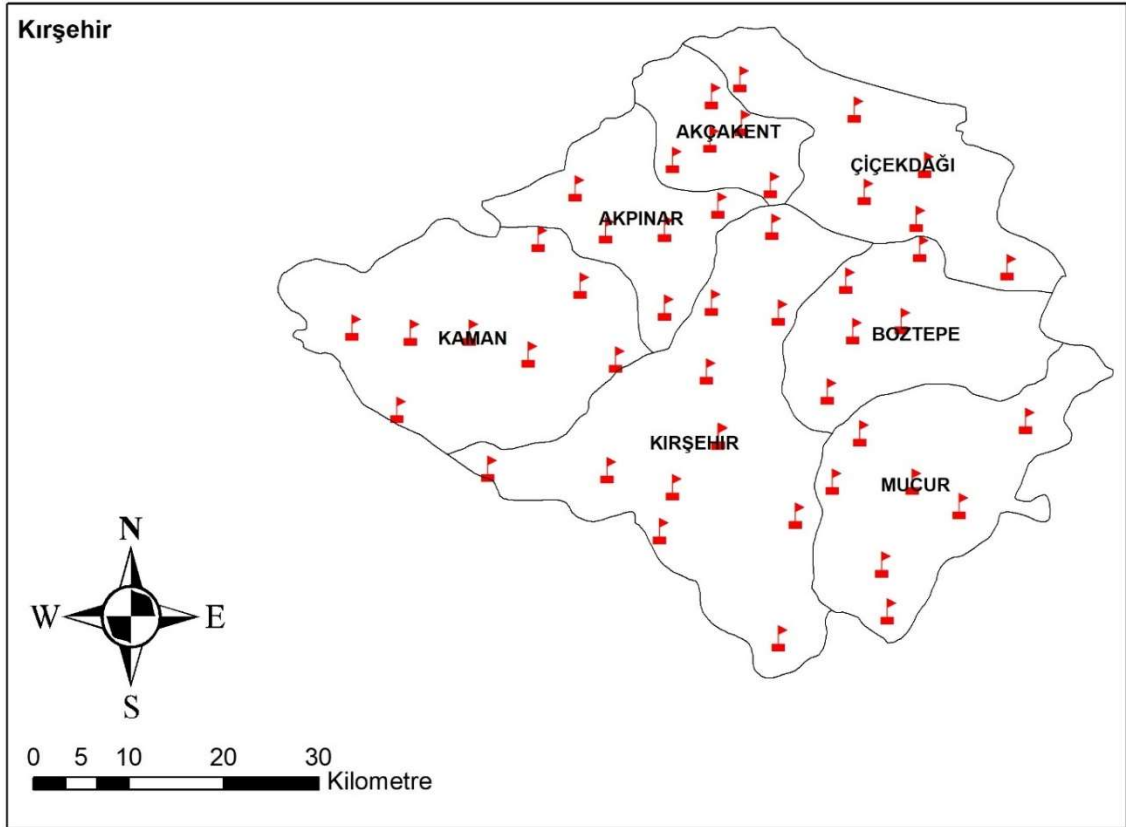 Kırşehir
AKÇAKENT
ÇİÇEKDAĞI
AKPINAR
KAMAN
BOZTEPE
KIRŞEHIR
MUCUR
N
W E
S
0 5 10 20 30
Kilometre